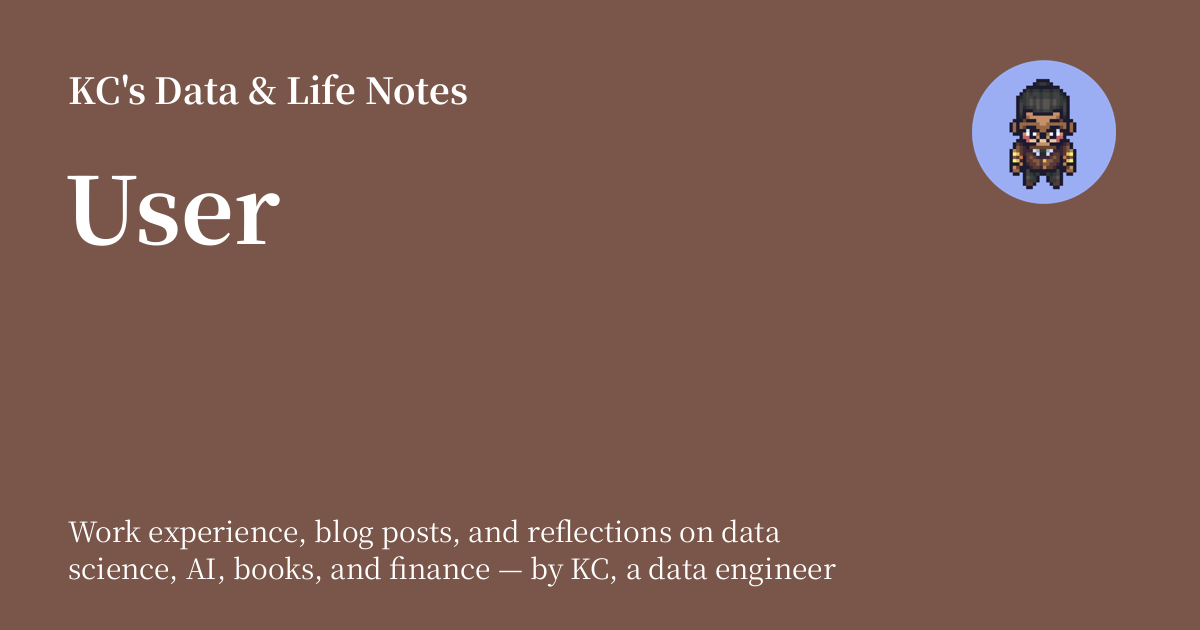 KC's Data & Life Notes
User
Work experience, blog posts, and reflections on data
science, AI, books, and finance — by KC, a data engineer